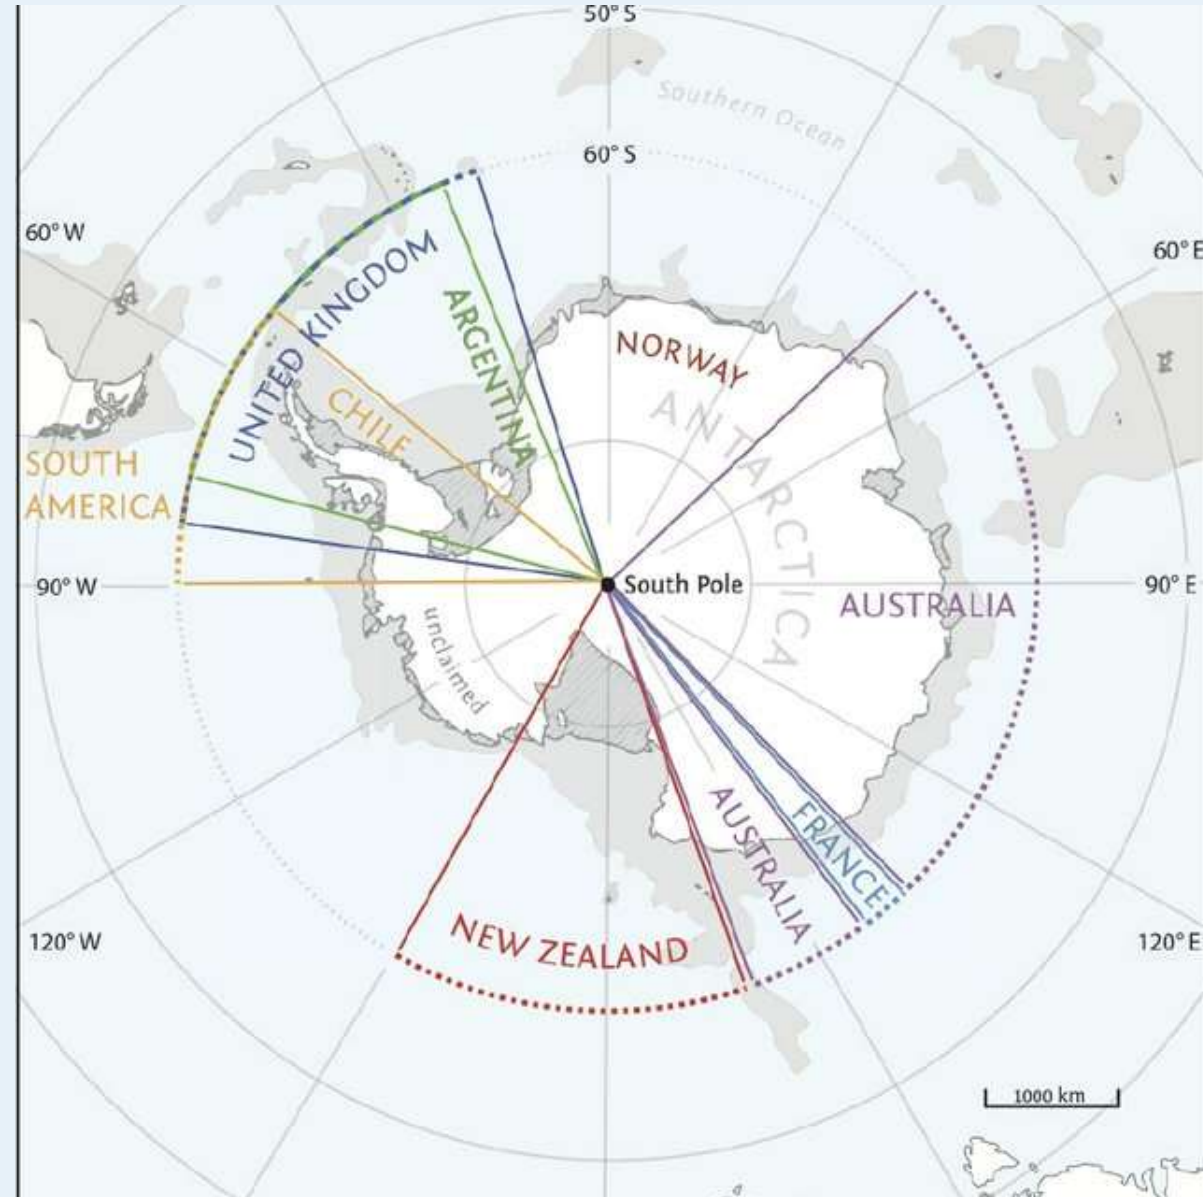 50°S
Southern Ocean
60°S
60°W
60°E
UNITED KINGDOM
ARGENTINA
NORWAY
CHILE
ANTARCTICA
SOUTH
AMERICA
90°W
South Pole
90°E
AUSTRALIA
unclaimed
AUSTRALIA
FRANCE
NEW ZEALAND
120°W
120°E
1000 km